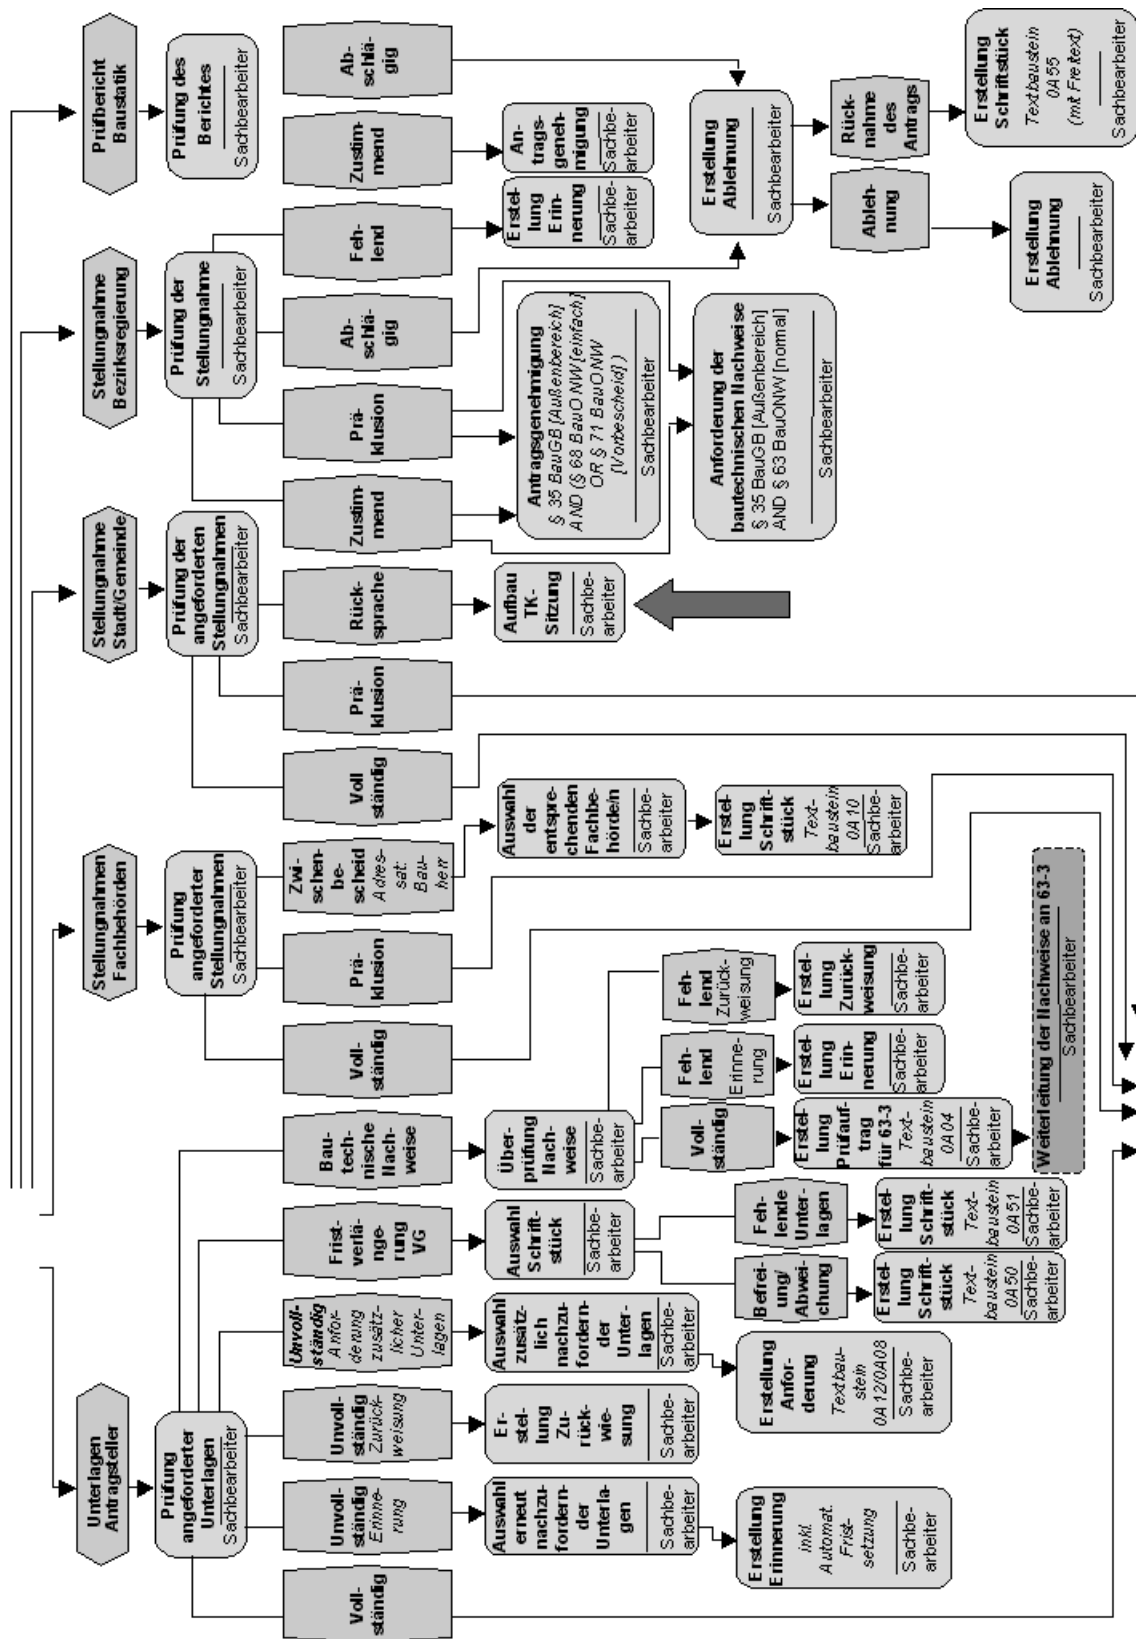 Unterlagen
Antragsteller
Prüfung
angeforderter
Unterlagen
Sachbearbeiter
Voll-
ständig
Unvoll-
ständig
Erinne-
rung
Auswahl
erneut
nachzu-
fordern-
der
Unterla-
gen
Sachbe-
arbeiter
Erstellung
Erinnerung
inkl.
Automat.
Frist-
setzung
Sachbe-
arbeiter
Unvoll-
ständig
Zurück-
weisung
Er-
stel-
lung
Zu-
rück-
wie-
sung
Sachbe-
arbeiter
Unvoll-
ständig
Anfor-
derung
zusätz-
licher
Unter-
lagen
Auswahl
zusätz-
lich
nachzu-
fordern-
der
Unter-
lagen
Sachbe-
arbeiter
Erstellung
Anfor-
derung
Textbau-
stein
0A12/0A08
Sachbe-
arbeiter
Frist-
verlä-
nge-
rung
VG
Auswahl
Schrift-
stück
Sachbe-
arbeiter
Befrei-
ung/
Abwei-
chung
Erstel-
lung
Schrift-
stück
Text-
baustein
0A50
Sachbe-
arbeiter
Feh-
lende
Unter-
lagen
Erstel-
lung
Schrift-
stück
Text-
baustein
0A51
Sachbe-
arbeiter
Bau-
tech-
nische
Nach-
weise
Über-
prüfung
Nach-
weise
Sachbe-
arbeiter
Voll-
ständig
Erstel-
lung
Prüfauf-
trag
für 63-3
Text-
baustein
0A04
Sachbe-
arbeiter
Weiterleitung der Nachweise an 63-3
Sachbearbeiter
Feh-
lend
Erinne-
rung
Erstel-
lung
Erin-
nerung
Sachbe-
arbeiter
Feh-
lend
Zurück-
weisung
Erstel-
lung
Zurück-
weisung
Sachbe-
arbeiter
Stellungnahmen
Fachbehörden
Prüfung
angeforderter
Stellungnahmen
Sachbearbeiter
Voll-
ständig
Prä-
klusion
Zwi-
schen-
be-
scheid
Adres-
sat:
Bau-
herr
Auswahl
der
entspre-
chenden
Fachbe-
hörde/n
Sachbe-
arbeiter
Erstel-
lung
Schrift-
stück
Text-
baustein
0A10
Sachbe-
arbeiter
Stellungnahme
Stadt/Gemeinde
Prüfung der
angeforderten
Stellungnahmen
Sachbearbeiter
Voll
ständig
Prä-
klusion
Rück-
sprache
Aufbau
TK-
Sitzung
Sachbe-
arbeiter
Stellungnahme
Bezirksregierung
Prüfung der
Stellungnahme
Sachbearbeiter
Zustim-
mend
Prä-
klusion
Ab-
schlä-
gig
Feh-
lend
Antragsgenehmigung
§ 35 BauGB [Außenbereich]
AND (§ 68 BauO NW [einfach]
OR § 71 BauONW
[Vorbescheid] )
Sachbearbeiter
Anforderung der
bautechnischen Nachweise
§ 35 BauGB [Außenbereich]
AND § 63 BauONW [normal]
Sachbearbeiter
Erstel-
lung
Erin-
nerung
Sachbe-
arbeiter
Prüfbericht
Baustatik
Prüfung des
Berichtes
Sachbearbeiter
Zustim-
mend
Ab-
schlä-
gig
An-
trags-
geneh-
migung
Sachbe-
arbeiter
Erstellung
Ablehnung
Sachbearbeiter
Ableh-
nung
Erstellung
Ablehnung
Sachbearbeiter
Rück-
nahme
des
Antrags
Erstellung
Schriftstück
Textbaustein
0A55
(mit Freitext)
Sachbearbeiter